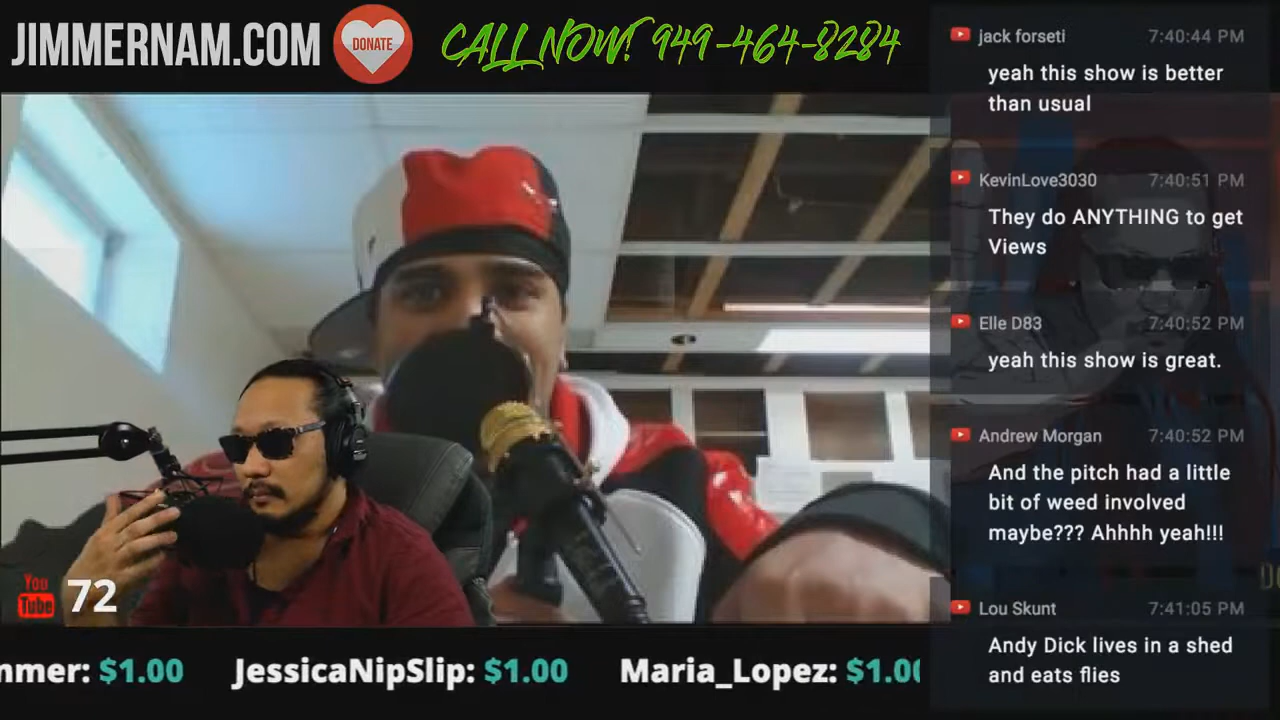 JIMMERNAM.COM
DONATE
CALL NOW! 949-464-8284
jack forseti 7:40:44 PM
yeah this show is better
than usual
KevinLove3030 7:40:51 PM
They do ANYTHING to get
Views
Elle D83 7:40:52 PM
yeah this show is great.
Andrew Morgan 7:40:52 PM
And the pitch had a little
bit of weed involved
maybe??? Ahhhh yeah!!!
Lou Skunt 7:41:05 PM
Andy Dick lives in a shed
and eats flies
You
Tube
72
mmer: $1.00 JessicaNipSlip: $1.00 Maria_Lopez: $1.00